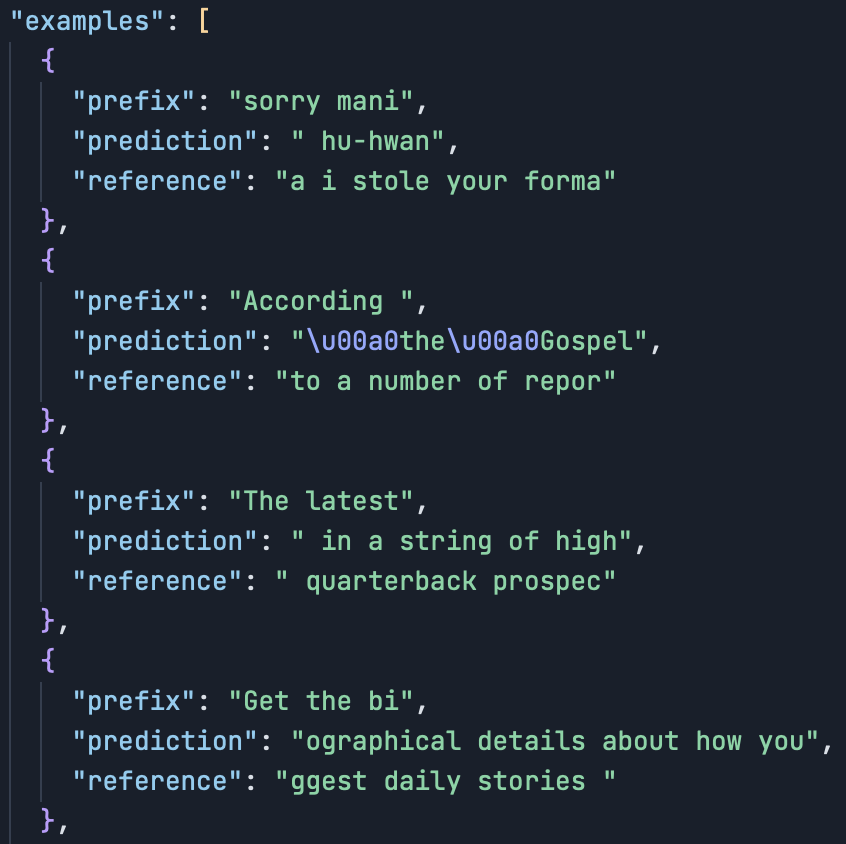 "examples": [
{
"prefix": "sorry mani",
"prediction": " hu-hwan",
"reference": "a i stole your forma"
},
{
"prefix": "According ",
"prediction": "\u00a0the\u00a0Gospel",
"reference": "to a number of repor"
},
{
"prefix": "The latest",
"prediction": " in a string of high",
"reference": " quarterback prospec"
},
{
"prefix": "Get the bi",
"prediction": "ographical details about how you",
"reference": "ggest daily stories "
},